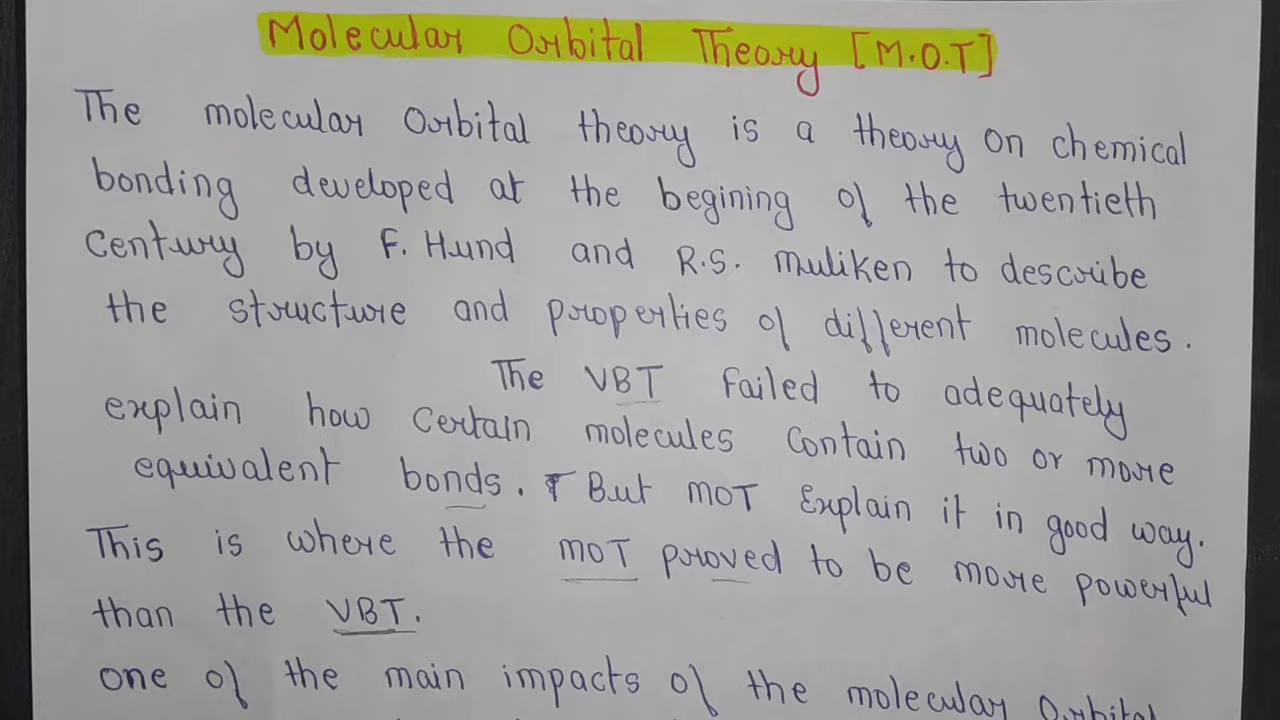 Molecular Orbital Theory [M.O.T]
The molecular Orbital theory is a theory on chemical
bonding developed at the begining of the twentieth
Century by F. Hund and R.S. Muliken to describe
the structure and properties of different molecules.
The VBT Failed to adequately
explain how Certain molecules Contain two or more
equivalent bonds. But MOT Explain it in good way.
This is where the MOT proved to be more powerful
than the VBT.
one of the main impacts of the molecular Orbital